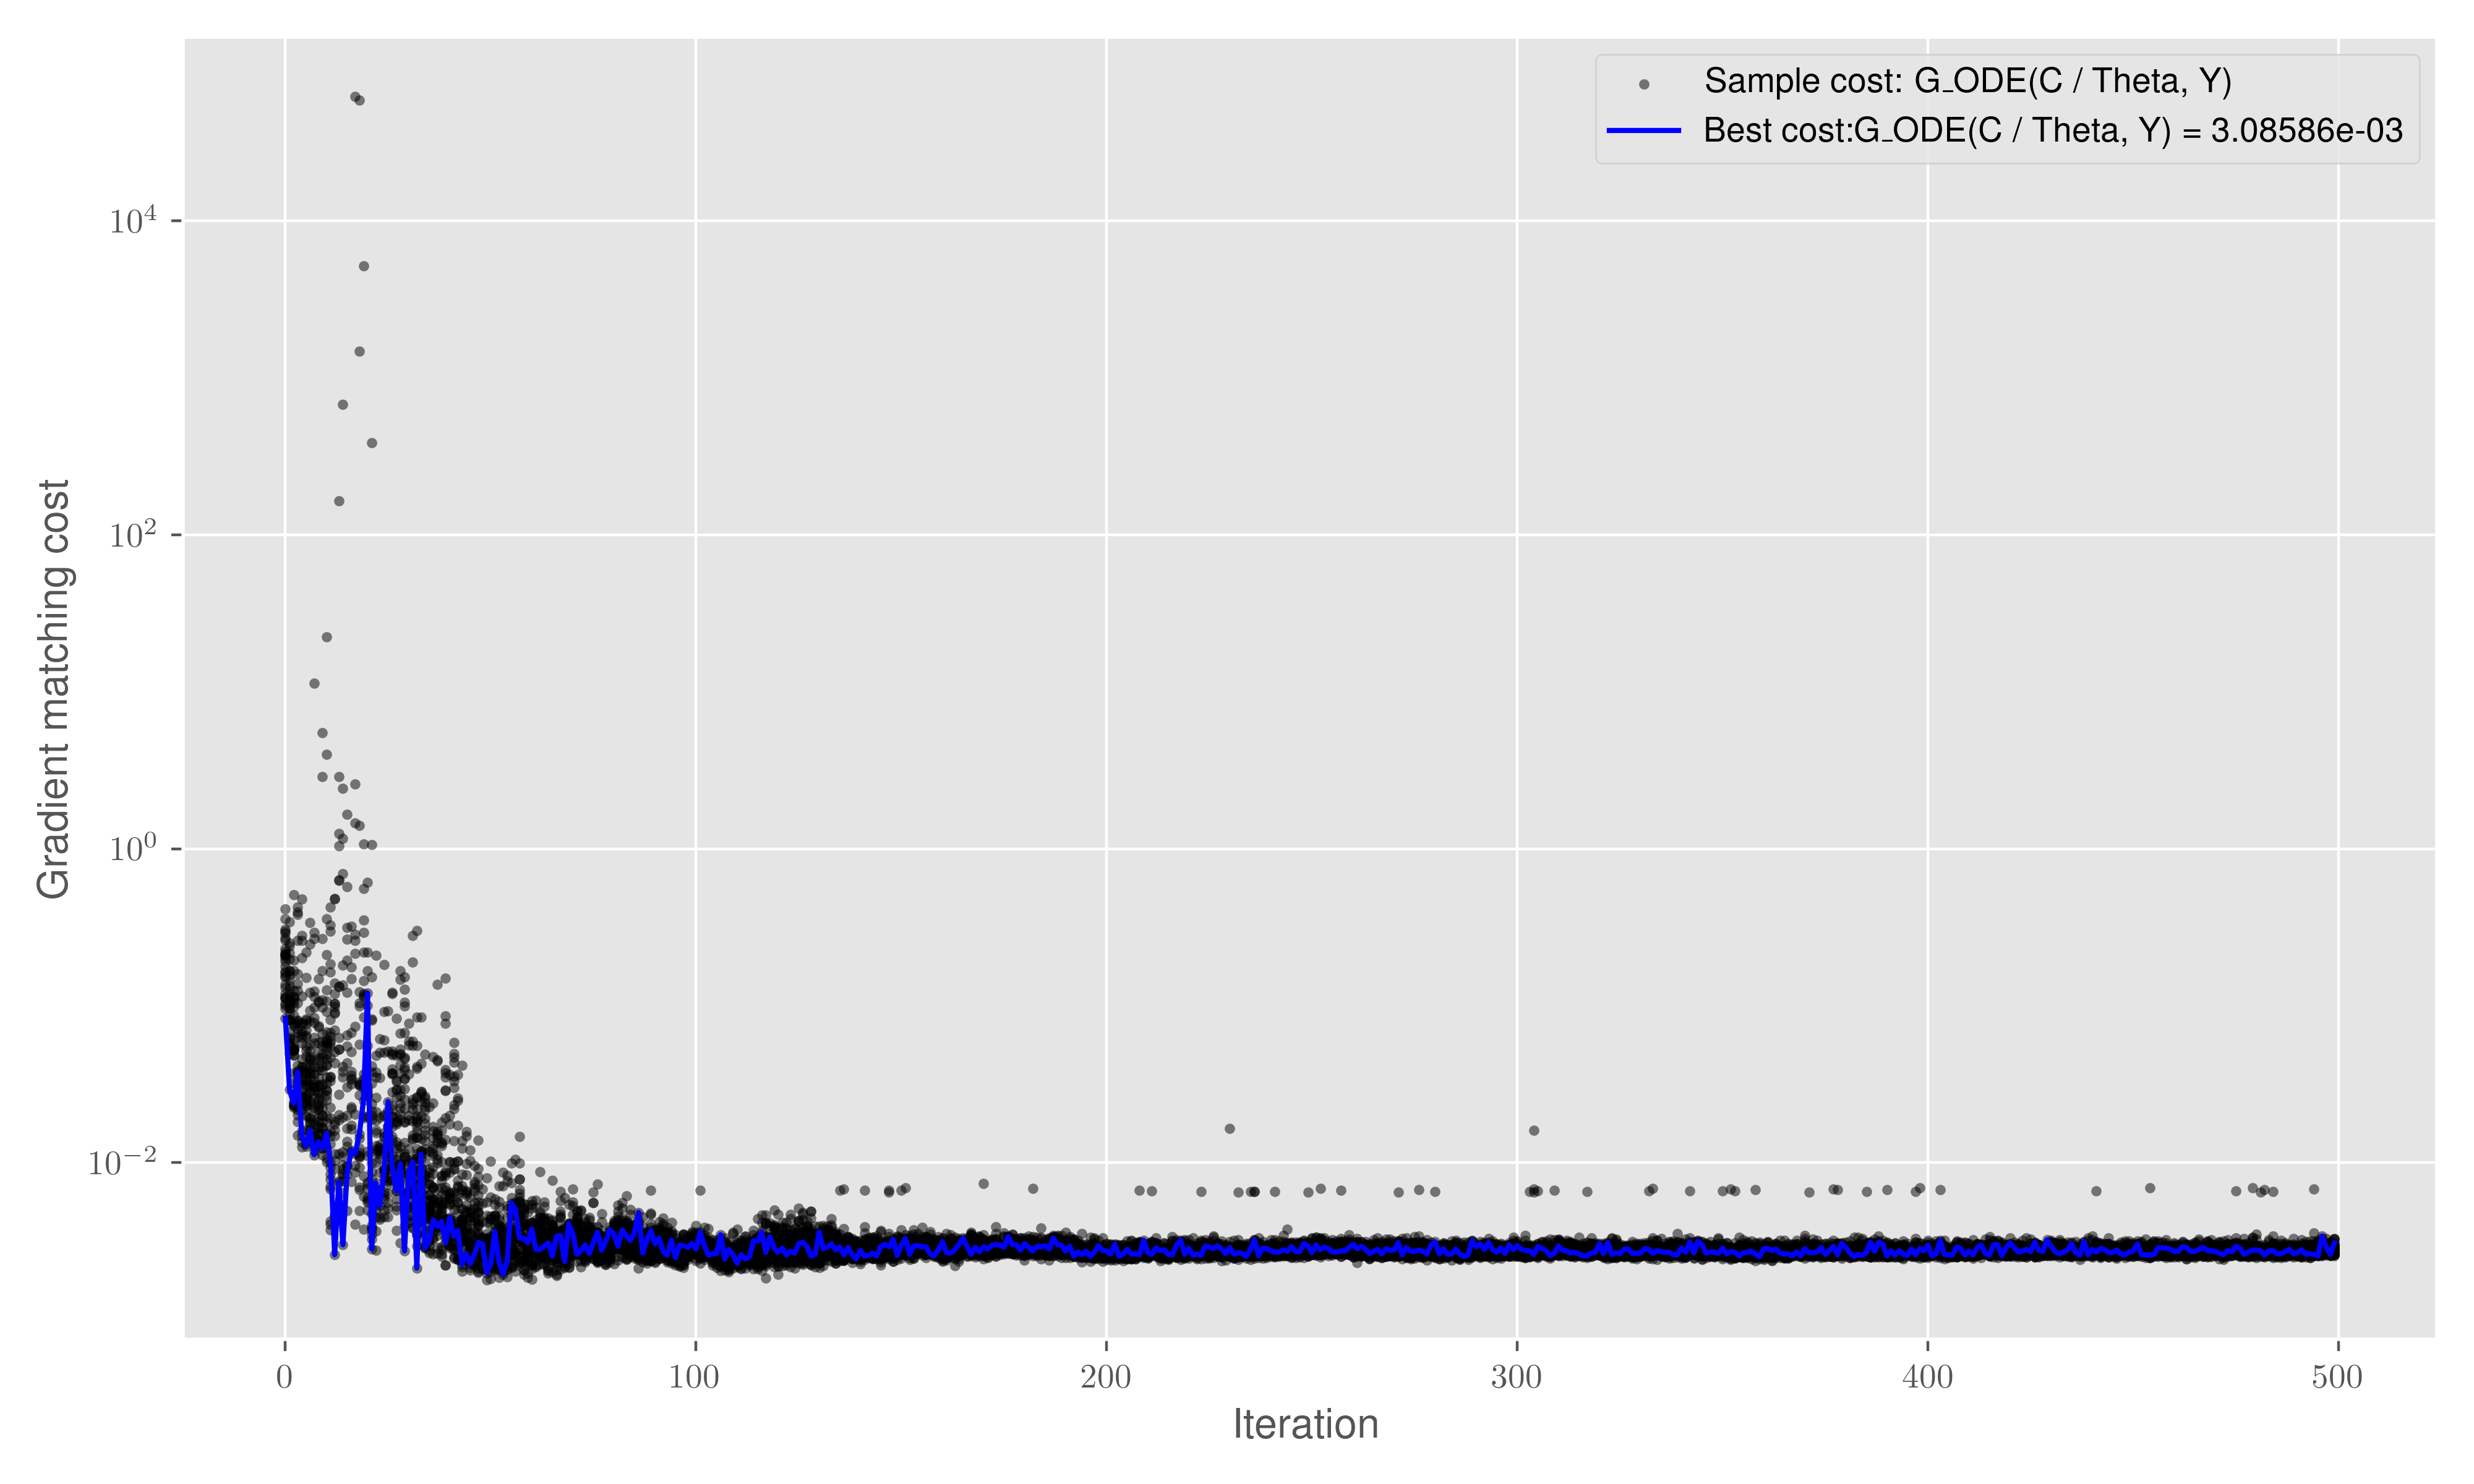 Sample cost: G_ODE(C / Theta, Y)
Best cost:G_ODE(C / Theta, Y) = 3.08586e-03
Gradient matching cost
10^4
10^2
10^0
10^−2
0 100 200 300 400 500
Iteration